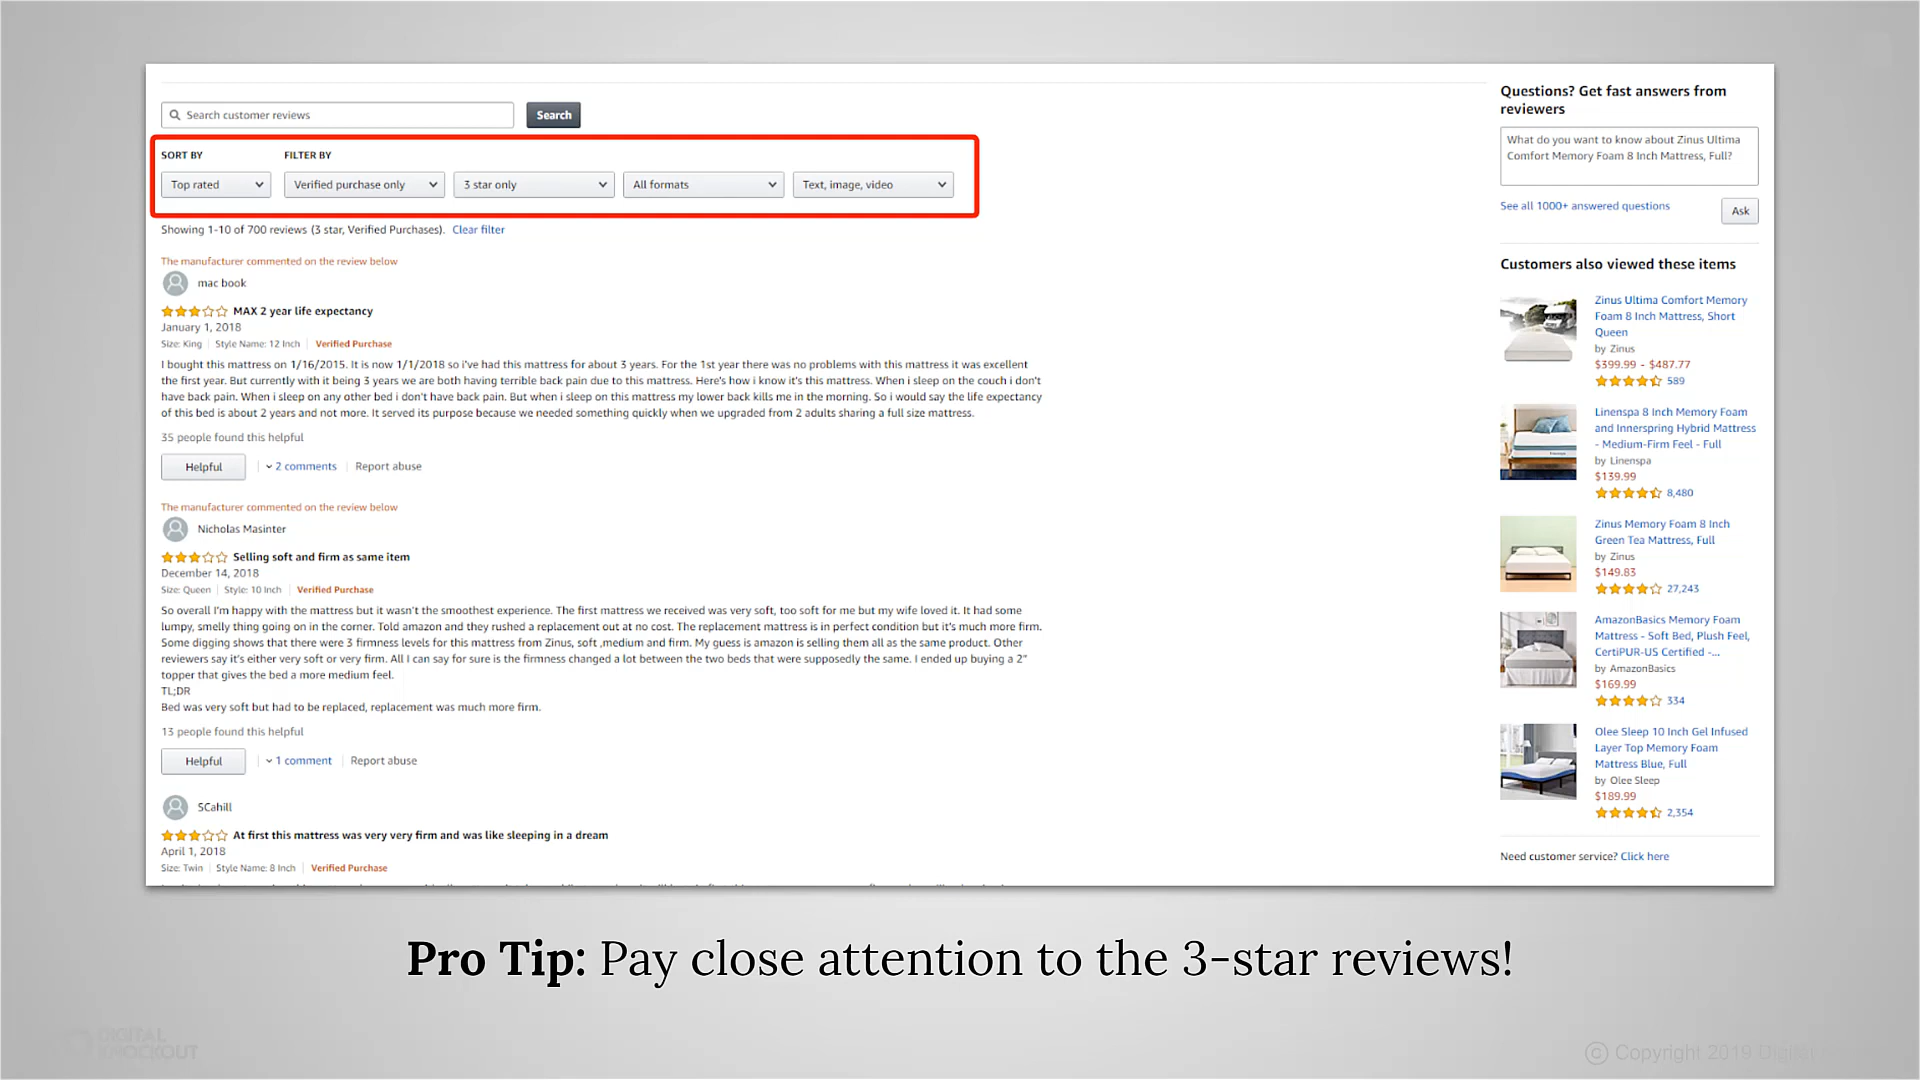 Search customer reviews
Search
SORT BY
FILTER BY
Top rated
Verified purchase only
3 star only
All formats
Text, image, video
Showing 1-10 of 700 reviews (3 star, Verified Purchases). Clear filter
The manufacturer commented on the review below
mac book
MAX 2 year life expectancy
January 1, 2018
Size: King | Style Name: 12 Inch | Verified Purchase
I bought this mattress on 1/16/2015. It is now 1/1/2018 so i've had this mattress for about 3 years. For the 1st year there was no problems with this mattress it was excellent
the first year. But currently with it being 3 years we are both having terrible back pain due to this mattress. Here's how i know it's this mattress. When i sleep on the couch i don't
have back pain. When i sleep on any other bed i don't have back pain. But when i sleep on this mattress my lower back kills me in the morning. So i would say the life expectancy
of this bed is about 2 years and not more. It served its purpose because we needed something quickly when we upgraded from 2 adults sharing a full size mattress.
35 people found this helpful
Helpful
2 comments
Report abuse
The manufacturer commented on the review below
Nicholas Masinter
Selling soft and firm as same item
December 14, 2018
Size: Queen | Style: 10 Inch | Verified Purchase
So overall I'm happy with the mattress but it wasn't the smoothest experience. The first mattress we received was very soft, too soft for me but my wife loved it. It had some
lumpy, smelly thing going on in the corner. Told amazon and they rushed a replacement out at no cost. The replacement mattress is in perfect condition but it's much more firm.
Some digging shows that there were 3 firmness levels for this mattress from Zinus, soft ,medium and firm. My guess is amazon is selling them all as the same product. Other
reviewers say it's either very soft or very firm. All I can say for sure is the firmness changed a lot between the two beds that were supposedly the same. I ended up buying a 2"
topper that gives the bed a more medium feel.
TL;DR
Bed was very soft but had to be replaced, replacement was much more firm.
13 people found this helpful
Helpful
1 comment
Report abuse
SCahill
At first this mattress was very very firm and was like sleeping in a dream
April 1, 2018
Size: Twin | Style Name: 8 Inch | Verified Purchase
Questions? Get fast answers from
reviewers
What do you want to know about Zinus Ultima
Comfort Memory Foam 8 Inch Mattress, Full?
See all 1000+ answered questions
Ask
Customers also viewed these items
Zinus Ultima Comfort Memory
Foam 8 Inch Mattress, Short
Queen
by Zinus
$399.99 - $487.77
589
Linenspa 8 Inch Memory Foam
and Innerspring Hybrid Mattress
- Medium-Firm Feel - Full
by Linenspa
$139.99
8,480
Zinus Memory Foam 8 Inch
Green Tea Mattress, Full
by Zinus
$149.83
27,243
AmazonBasics Memory Foam
Mattress - Soft Bed, Plush Feel,
CertiPUR-US Certified -...
by AmazonBasics
$169.99
334
Olee Sleep 10 Inch Gel Infused
Layer Top Memory Foam
Mattress Blue, Full
by Olee Sleep
$189.99
2,354
Need customer service? Click here
Pro Tip: Pay close attention to the 3-star reviews!
DIGITAL
KNOCKOUT
© Copyright 2019